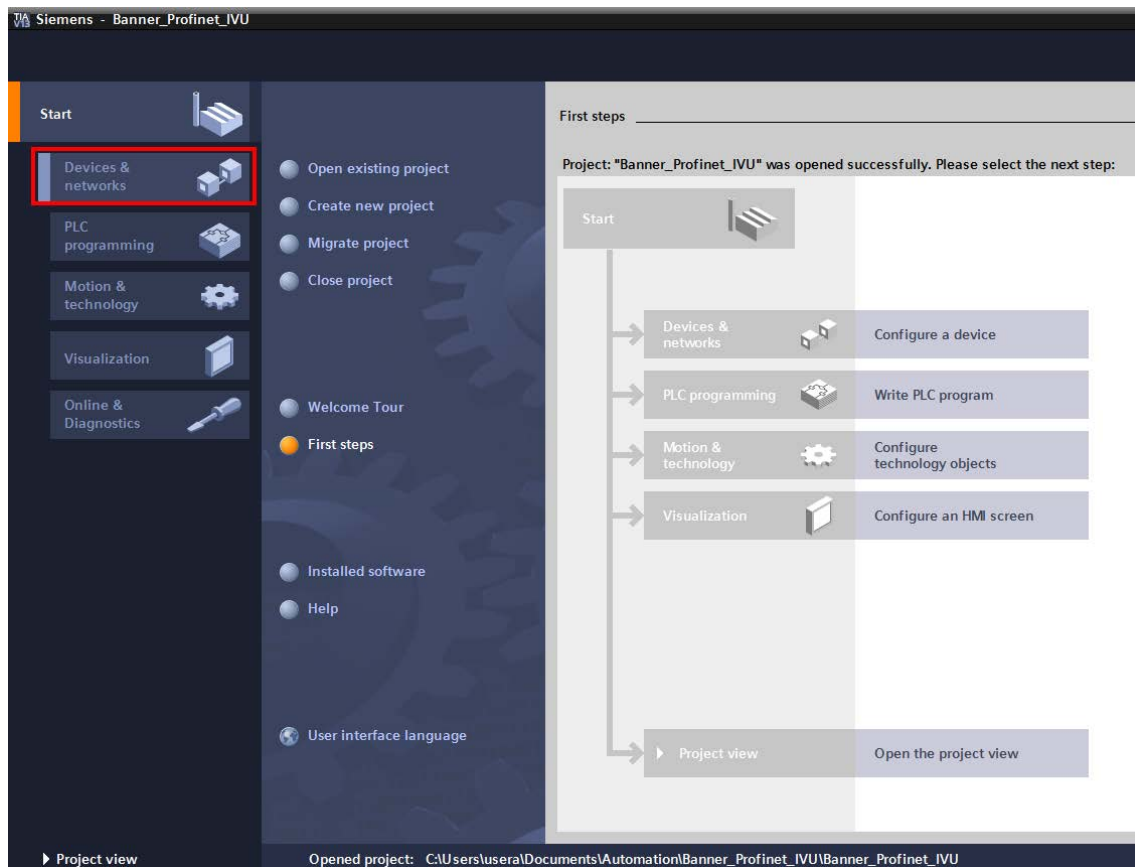 TIA V13 Siemens - Banner_Profinet_IVU
Start
Devices &
networks
PLC
programming
Motion &
technology
Visualization
Online &
Diagnostics
Open existing project
Create new project
Migrate project
Close project
Welcome Tour
First steps
Installed software
Help
User interface language
First steps
Project: "Banner_Profinet_IVU" was opened successfully. Please select the next step:
Start
Devices &
networks
Configure a device
PLC programming
Write PLC program
Motion &
technology
Configure
technology objects
Visualization
Configure an HMI screen
Project view
Open the project view
Project view
Opened project: C:\Users\usera\Documents\Automation\Banner_Profinet_IVU\Banner_Profinet_IVU